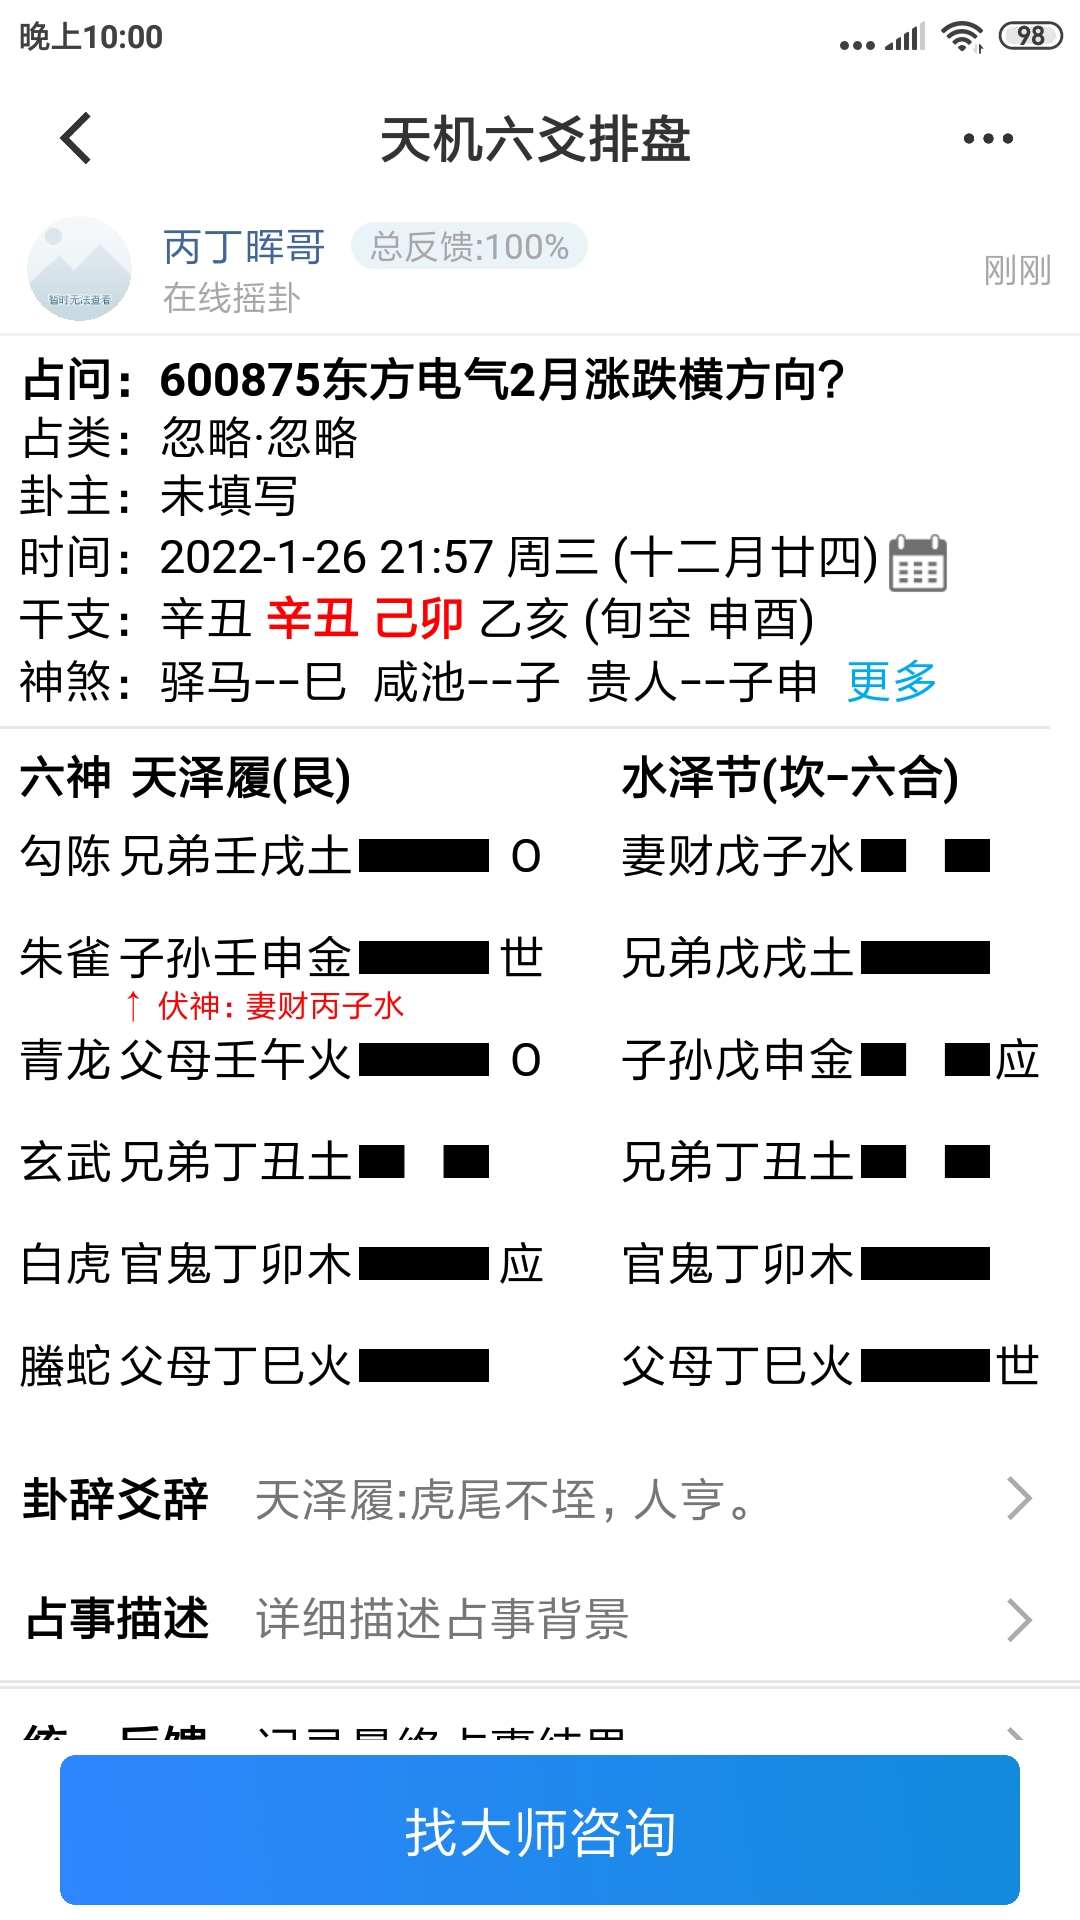 晚上10:00
98
天机六爻排盘
丙丁晖哥 总反馈:100%
在线摇卦
刚刚
暂时无法查看
占问：600875东方电气2月涨跌横方向?
占类：忽略·忽略
卦主：未填写
时间：2022-1-26 21:57 周三 (十二月廿四)
干支：辛丑 辛丑 己卯 乙亥 (旬空 申酉)
神煞：驿马--巳 咸池--子 贵人--子申 更多
六神 天泽履(艮) 水泽节(坎-六合)
勾陈 兄弟壬戌土 O 妻财戊子水
朱雀 子孙壬申金 世 兄弟戊戌土
↑ 伏神: 妻财丙子水
青龙 父母壬午火 O 子孙戊申金 应
玄武 兄弟丁丑土 兄弟丁丑土
白虎 官鬼丁卯木 应 官鬼丁卯木
螣蛇 父母丁巳火 父母丁巳火 世
卦辞爻辞 天泽履:虎尾不咥，人亨。
占事描述 详细描述占事背景
找大师咨询